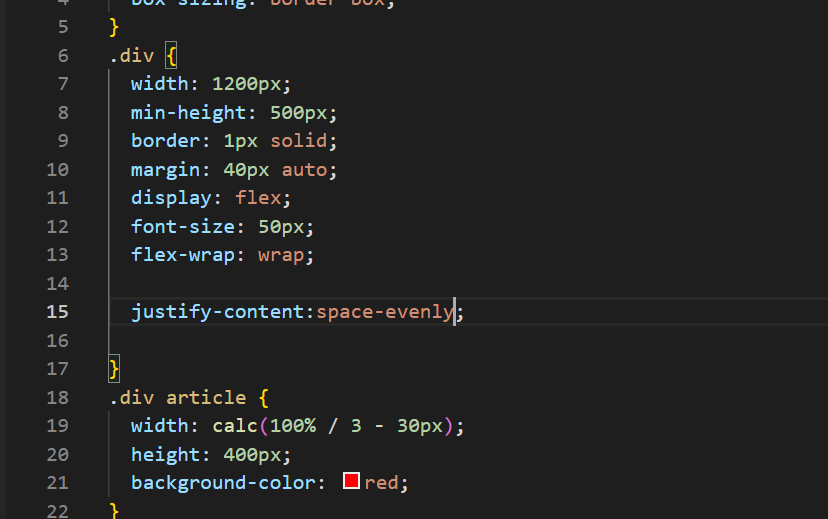 4 box-sizing: border-box;
5 }
6 .div {
7 width: 1200px;
8 min-height: 500px;
9 border: 1px solid;
10 margin: 40px auto;
11 display: flex;
12 font-size: 50px;
13 flex-wrap: wrap;
14
15 justify-content:space-evenly;
16
17 }
18 .div article {
19 width: calc(100% / 3 - 30px);
20 height: 400px;
21 background-color: red;
22 }